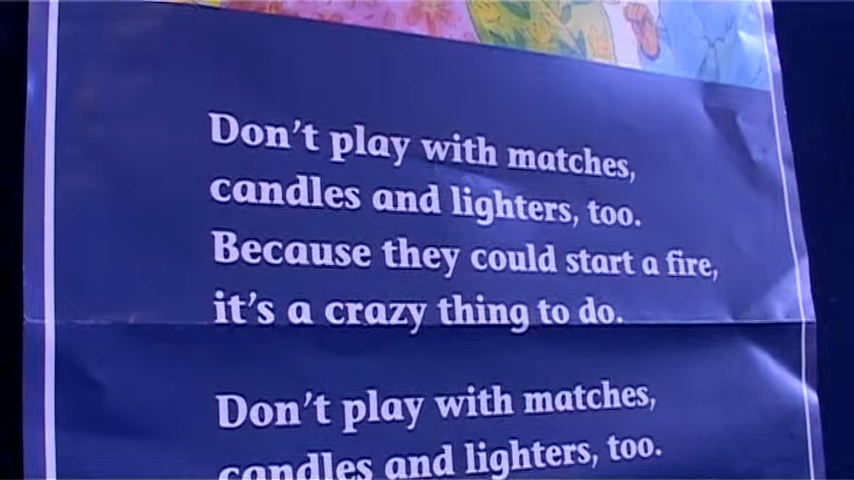 Don't play with matches,
candles and lighters, too.
Because they could start a fire,
it's a crazy thing to do.
Don't play with matches,
candles and lighters, too.